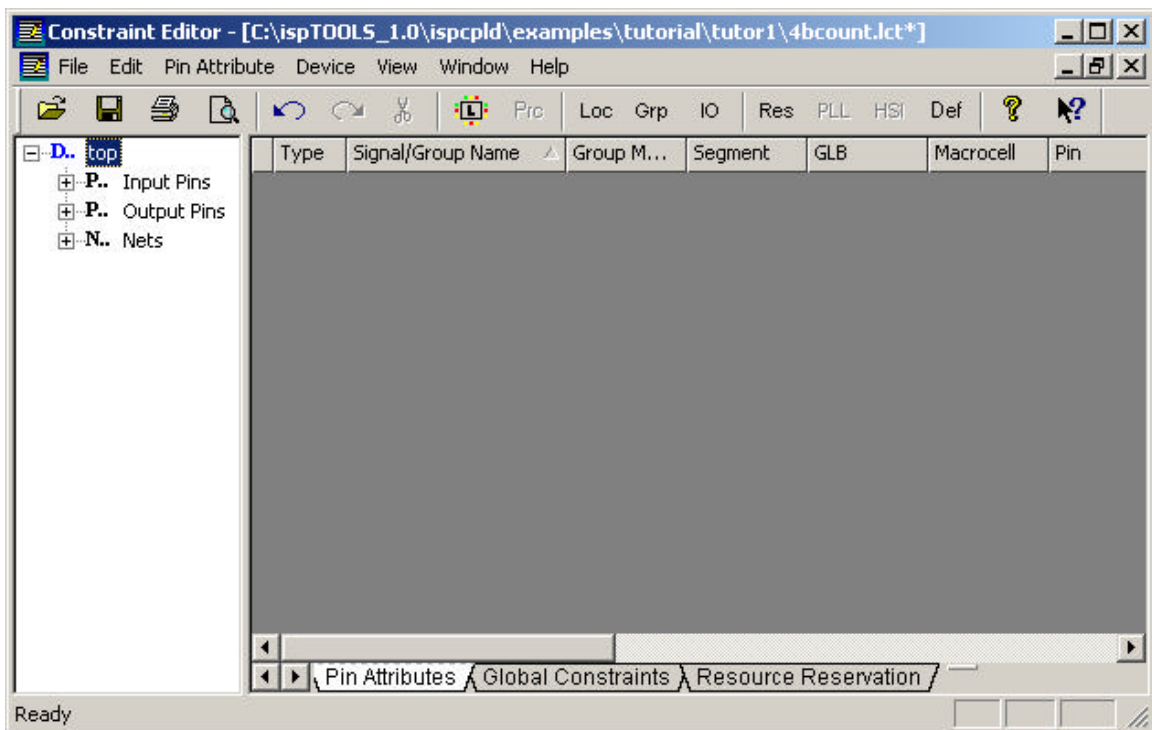 Constraint Editor - [C:\ispTOOLS_1.0\ispcpld\examples\tutorial\tutor1\4bcount.lct*]
File Edit Pin Attribute Device View Window Help
L Prc Loc Grp IO Res PLL HSI Def
D.. top
P.. Input Pins
P.. Output Pins
N.. Nets
Type Signal/Group Name Group M... Segment GLB Macrocell Pin
Pin Attributes Global Constraints Resource Reservation
Ready